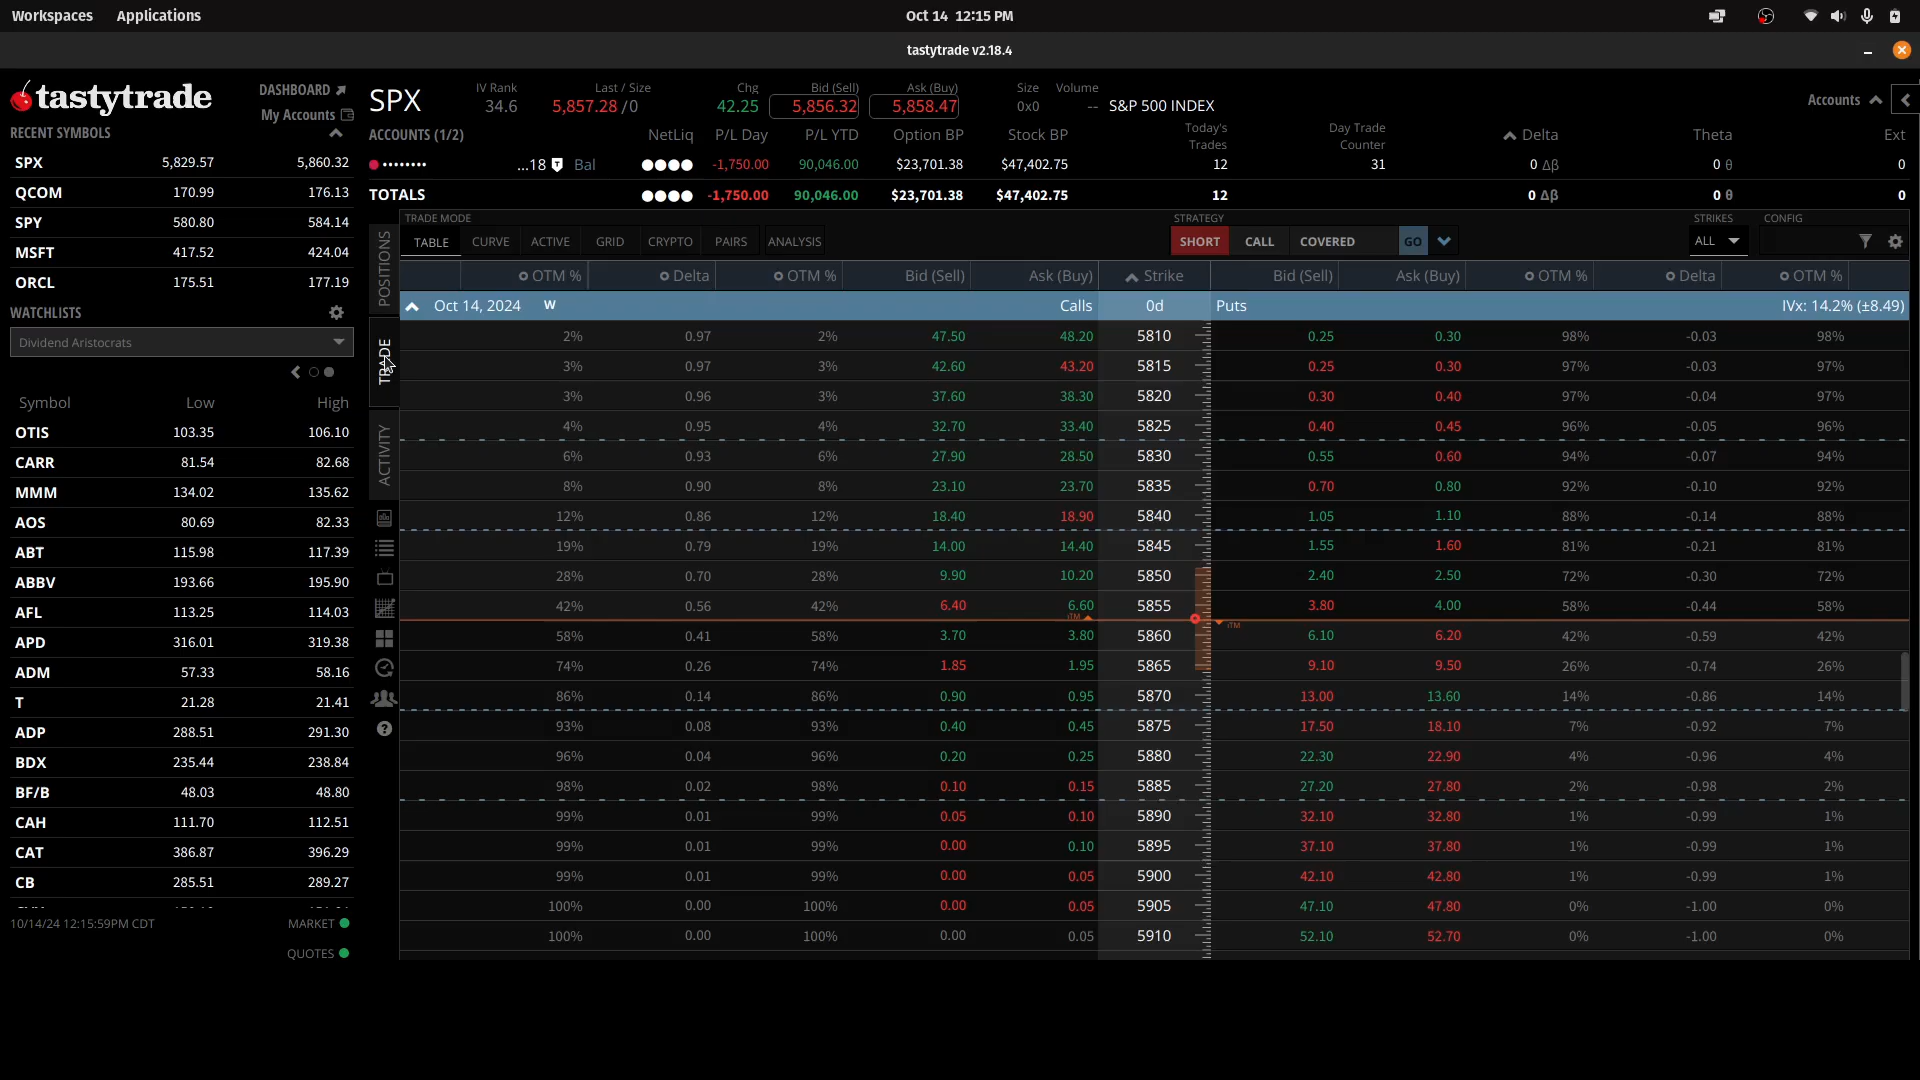 Workspaces Applications Oct 14 12:15 PM
tastytrade v2.18.4
tastytrade DASHBOARD
My Accounts
RECENT SYMBOLS
SPX 5,829.57 5,860.32
QCOM 170.99 176.13
SPY 580.80 584.14
MSFT 417.52 424.04
ORCL 175.51 177.19
WATCHLISTS
Dividend Aristocrats
Symbol Low High
OTIS 103.35 106.10
CARR 81.54 82.68
MMM 134.02 135.62
AOS 80.69 82.33
ABT 115.98 117.39
ABBV 193.66 195.90
AFL 113.25 114.03
APD 316.01 319.38
ADM 57.33 58.16
T 21.28 21.41
ADP 288.51 291.30
BDX 235.44 238.84
BF/B 48.03 48.80
CAH 111.70 112.51
CAT 386.87 396.29
CB 285.51 289.27
10/14/24 12:15:59PM CDT MARKET
QUOTES
IV Rank Last / Size Chg Bid (Sell) Ask (Buy) Size Volume
SPX 34.6 5,857.28 /0 42.25 5,856.32 5,858.47 0x0 -- S&P 500 INDEX
Accounts
ACCOUNTS (1/2) NetLiq P/L Day P/L YTD Option BP Stock BP Today's Trades Day Trade Counter Delta Theta Ext
•••••••• ...18 T Bal ●●●● -1,750.00 90,046.00 $23,701.38 $47,402.75 12 31 0 Δβ 0 θ 0
TOTALS ●●●● -1,750.00 90,046.00 $23,701.38 $47,402.75 12 0 Δβ 0 θ 0
POSITIONS
TRADE
ACTIVITY
TRADE MODE STRATEGY STRIKES CONFIG
TABLE CURVE ACTIVE GRID CRYPTO PAIRS ANALYSIS SHORT CALL COVERED GO ALL
OTM % Delta OTM % Bid (Sell) Ask (Buy) Strike Bid (Sell) Ask (Buy) OTM % Delta OTM %
Oct 14, 2024 W Calls 0d Puts IVx: 14.2% (±8.49)
2% 0.97 2% 47.50 48.20 5810 0.25 0.30 98% -0.03 98%
3% 0.97 3% 42.60 43.20 5815 0.25 0.30 97% -0.03 97%
3% 0.96 3% 37.60 38.30 5820 0.30 0.40 97% -0.04 97%
4% 0.95 4% 32.70 33.40 5825 0.40 0.45 96% -0.05 96%
6% 0.93 6% 27.90 28.50 5830 0.55 0.60 94% -0.07 94%
8% 0.90 8% 23.10 23.70 5835 0.70 0.80 92% -0.10 92%
12% 0.86 12% 18.40 18.90 5840 1.05 1.10 88% -0.14 88%
19% 0.79 19% 14.00 14.40 5845 1.55 1.60 81% -0.21 81%
28% 0.70 28% 9.90 10.20 5850 2.40 2.50 72% -0.30 72%
42% 0.56 42% 6.40 6.60 5855 3.80 4.00 58% -0.44 58%
ITM ITM
58% 0.41 58% 3.70 3.80 5860 6.10 6.20 42% -0.59 42%
74% 0.26 74% 1.85 1.95 5865 9.10 9.50 26% -0.74 26%
86% 0.14 86% 0.90 0.95 5870 13.00 13.60 14% -0.86 14%
93% 0.08 93% 0.40 0.45 5875 17.50 18.10 7% -0.92 7%
96% 0.04 96% 0.20 0.25 5880 22.30 22.90 4% -0.96 4%
98% 0.02 98% 0.10 0.15 5885 27.20 27.80 2% -0.98 2%
99% 0.01 99% 0.05 0.10 5890 32.10 32.80 1% -0.99 1%
99% 0.01 99% 0.00 0.10 5895 37.10 37.80 1% -0.99 1%
99% 0.01 99% 0.00 0.05 5900 42.10 42.80 1% -0.99 1%
100% 0.00 100% 0.00 0.05 5905 47.10 47.80 0% -1.00 0%
100% 0.00 100% 0.00 0.05 5910 52.10 52.70 0% -1.00 0%